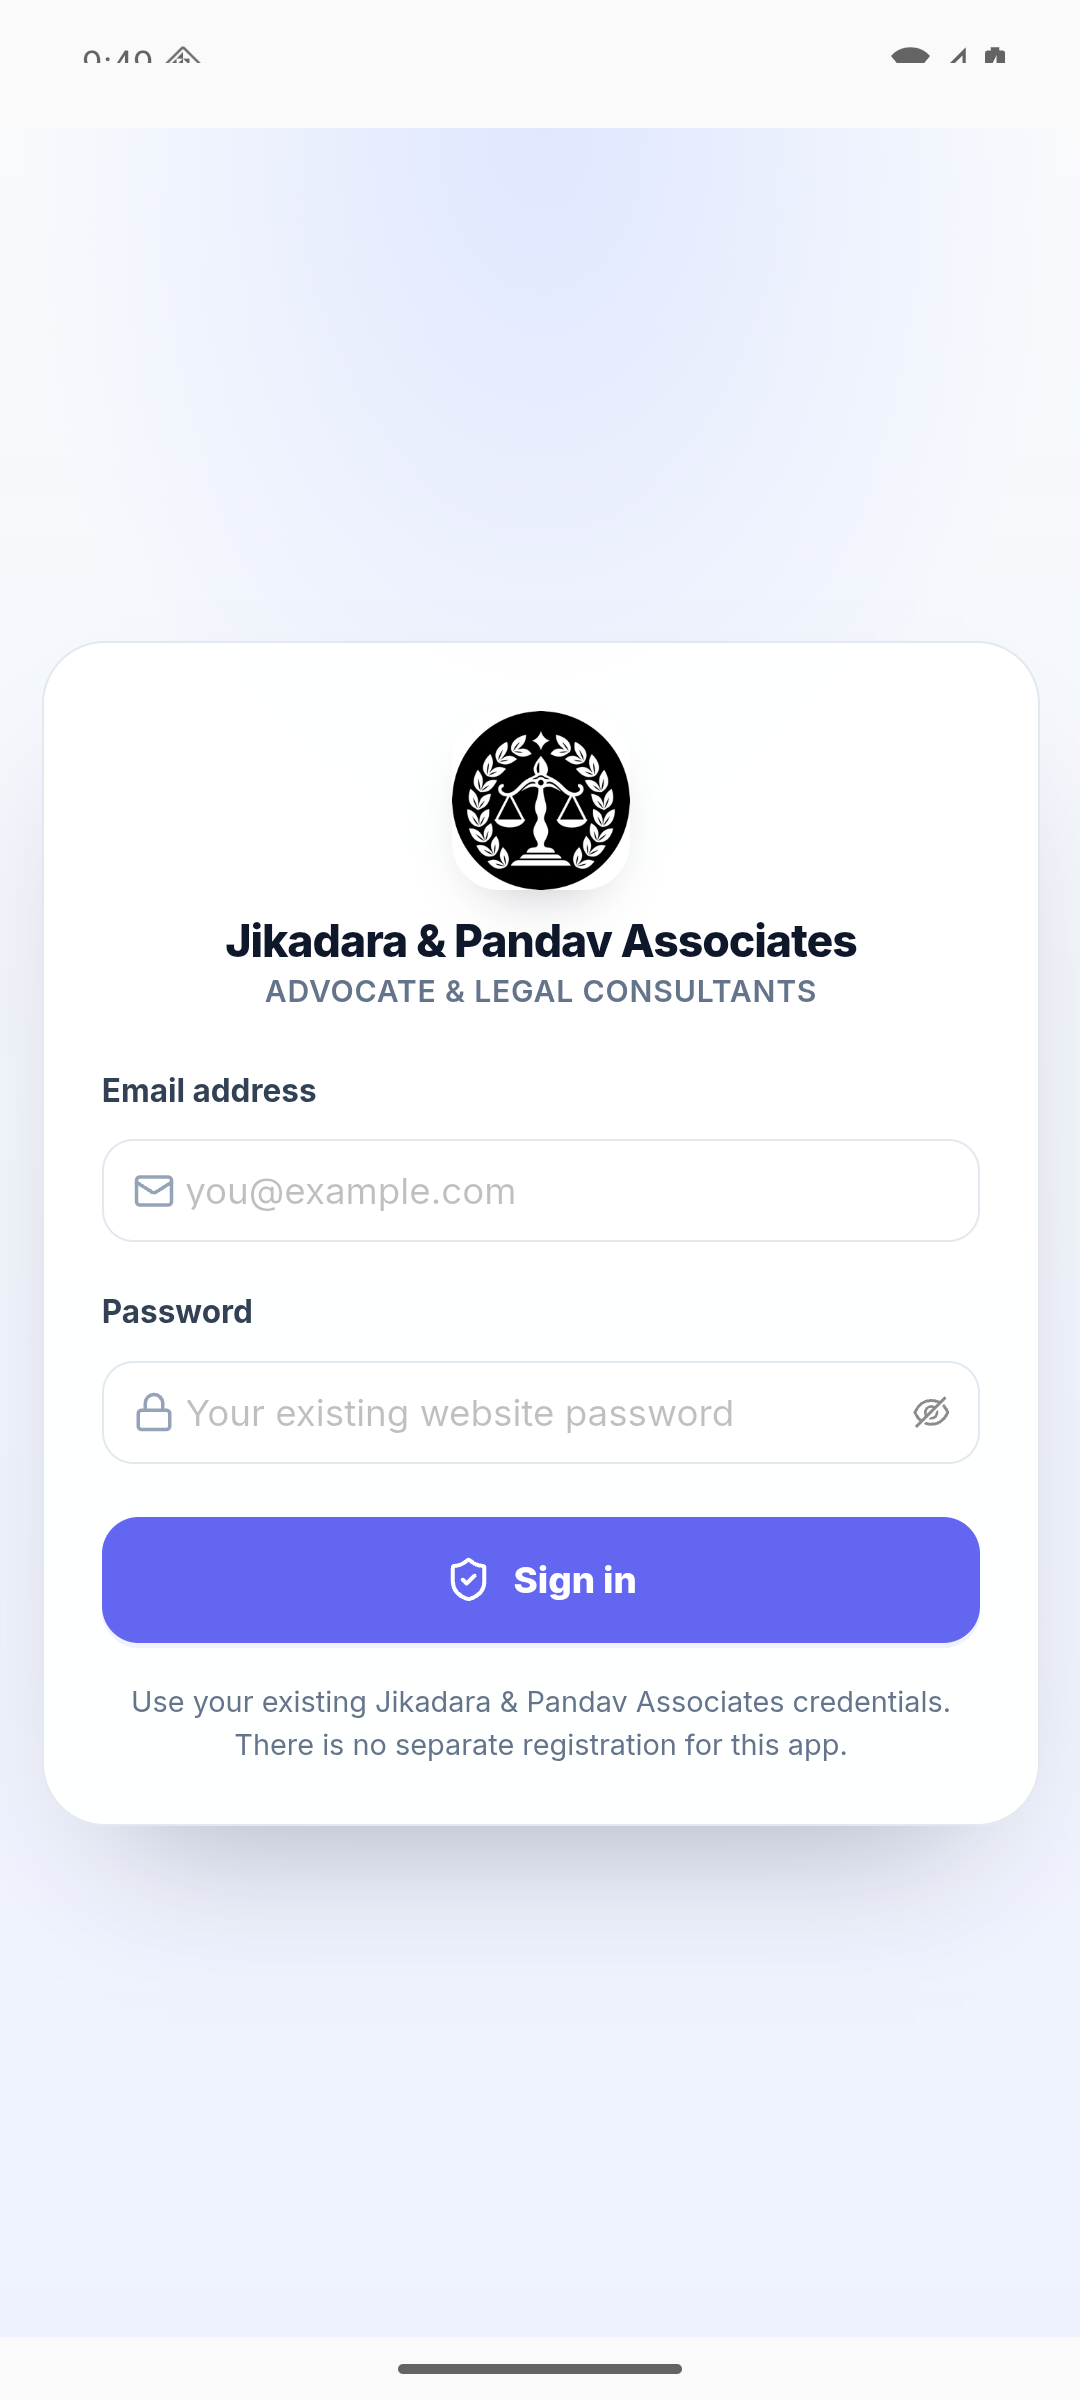 Jikadara & Pandav Associates
ADVOCATE & LEGAL CONSULTANTS
Email address
you@example.com
Password
Your existing website password
Sign in
Use your existing Jikadara & Pandav Associates credentials.
There is no separate registration for this app.